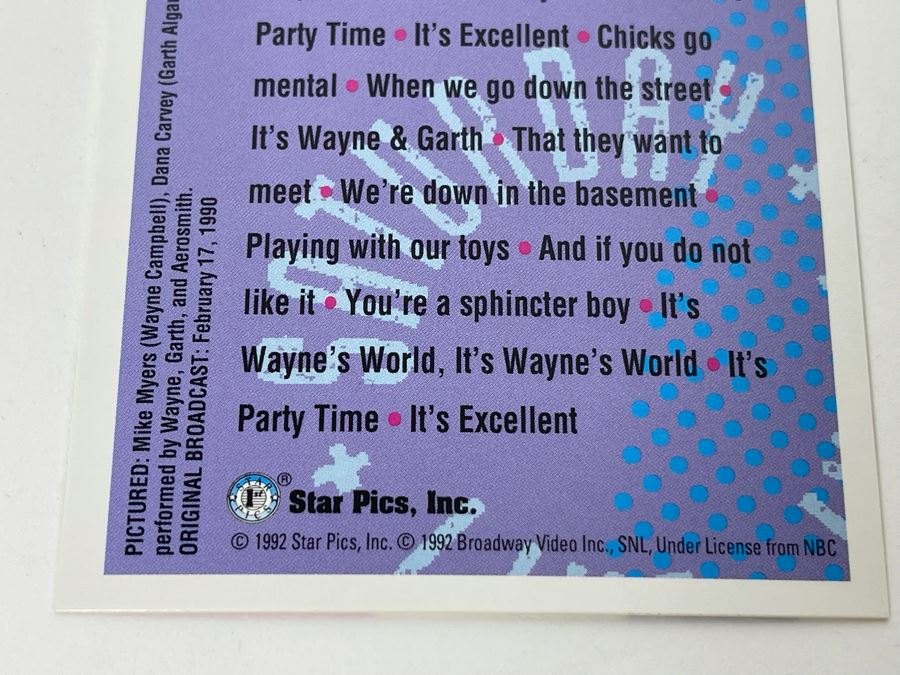 Party Time • It's Excellent • Chicks go
mental • When we go down the street •
It's Wayne & Garth • That they want to
meet • We're down in the basement •
Playing with our toys • And if you do not
like it • You're a sphincter boy • It's
Wayne's World, It's Wayne's World • It's
Party Time • It's Excellent
STAR PICS 1st
® Star Pics, Inc.
© 1992 Star Pics, Inc. © 1992 Broadway Video Inc., SNL, Under License from NBC
PICTURED: Mike Myers (Wayne Campbell), Dana Carvey (Garth Algar
performed by Wayne, Garth, and Aerosmith.
ORIGINAL BROADCAST: February 17, 1990
SATURDAY